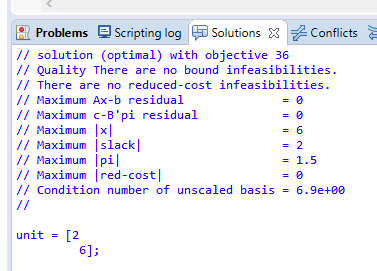 Problems Scripting log Solutions Conflicts
// solution (optimal) with objective 36
// Quality There are no bound infeasibilities.
// There are no reduced-cost infeasibilities.
// Maximum Ax-b residual = 0
// Maximum c-B'pi residual = 0
// Maximum |x| = 6
// Maximum |slack| = 2
// Maximum |pi| = 1.5
// Maximum |red-cost| = 0
// Condition number of unscaled basis = 6.9e+00
//
unit = [2
6];